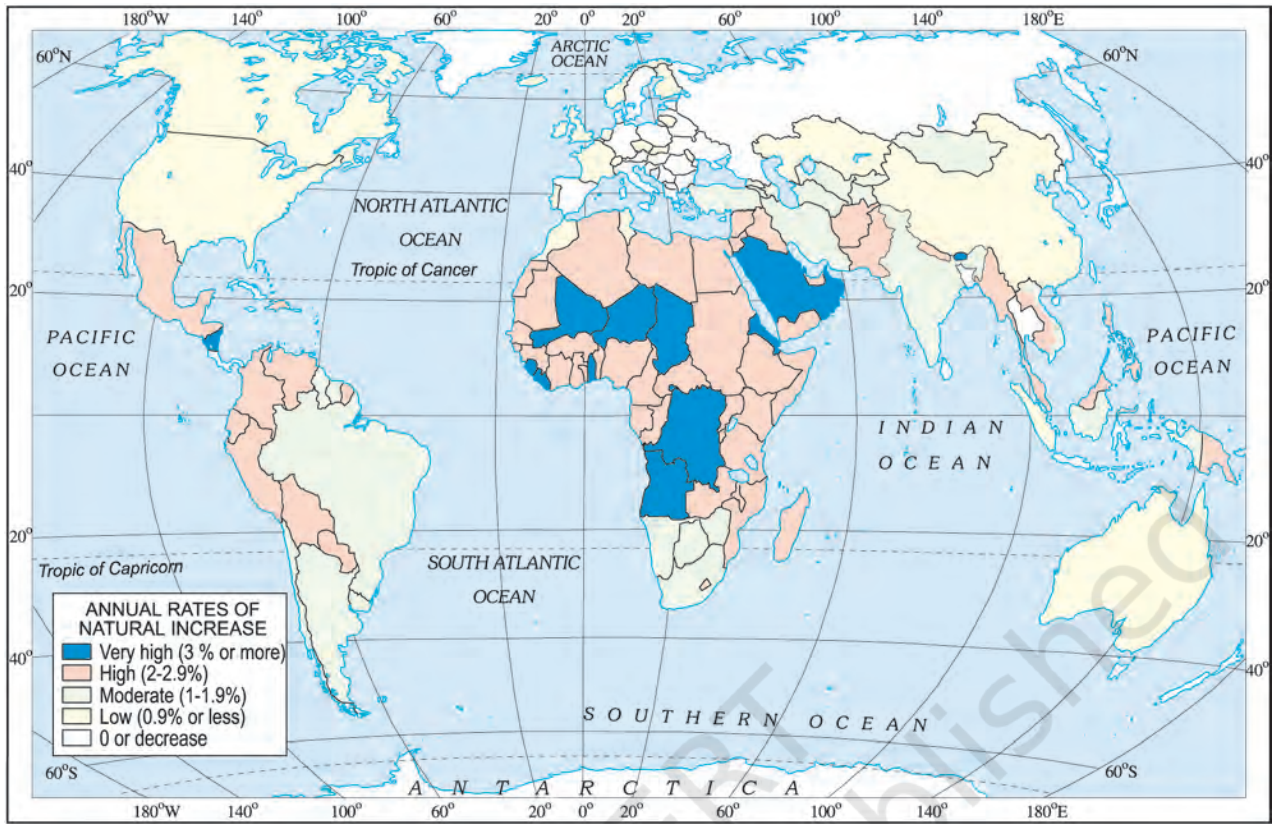 180°W 140° 100° 20° 0° 20° 60° 100° 140° 180°E
60°N
ARCTIC
OCEAN
60°N
40°
40°
NORTH ATLANTIC
OCEAN
Tropic of Cancer
20°
20°
PACIFIC
OCEAN
PACIFIC
OCEAN
0°
0°
INDIAN
OCEAN
20°
20°
Tropic of Capricorn
SOUTH ATLANTIC
OCEAN
ANNUAL RATES OF
NATURAL INCREASE
Very high (3 % or more)
High (2-2.9%)
Moderate (1-1.9%)
Low (0.9% or less)
0 or decrease
40°
40°
SOUTHERN OCEAN
60°S
60°S
ANTARCTICA
180°W 140° 100° 60° 20° 0° 20° 60° 100° 140° 180°E